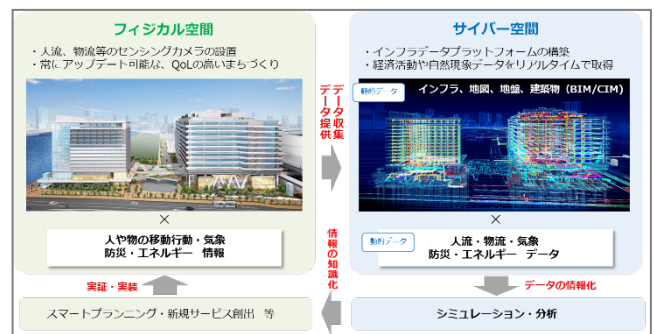 フィジカル空間
・人流、物流等のセンシングカメラの設置
・常にアップデート可能な、QoLの高いまちづくり
×
人や物の移動行動・気象
防災・エネルギー 情報
実証・実装
スマートプランニング・新規サービス創出 等
データ収集
データ提供
情報の知識化
サイバー空間
・インフラデータプラットフォームの構築
・経済活動や自然現象データをリアルタイムで取得
静的データ
インフラ、地図、地盤、建築物（BIM/CIM）
×
動的データ
人流・物流・気象
防災・エネルギー データ
データの情報化
シミュレーション・分析